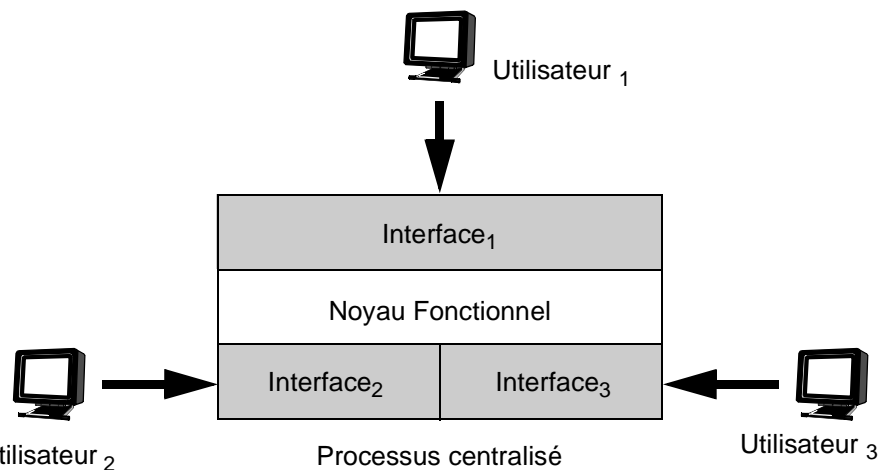 Utilisateur 1
Interface1
Noyau Fonctionnel
Interface2
Interface3
tilisateur 2
Processus centralisé
Utilisateur 3